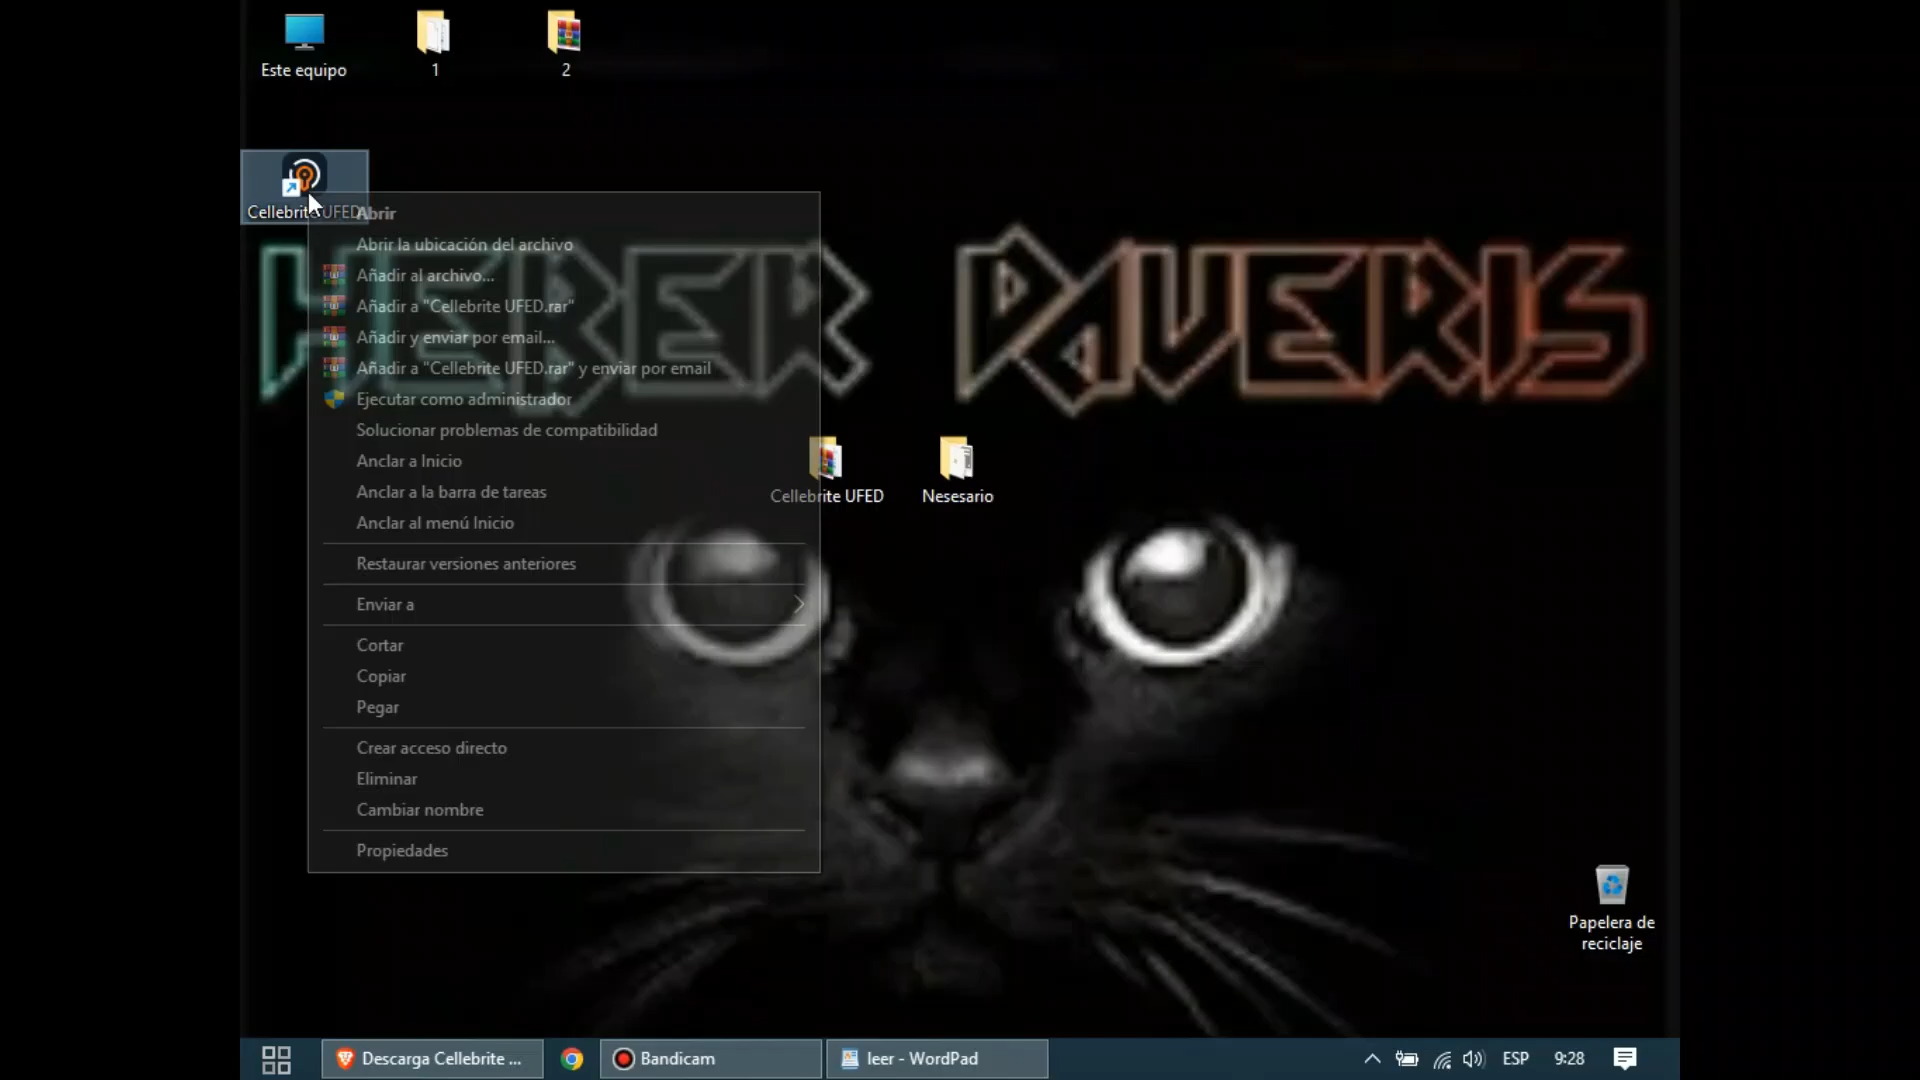 Este equipo
1
2
Cellebrite UFED
Abrir
Abrir la ubicación del archivo
Añadir al archivo...
Añadir a "Cellebrite UFED.rar"
Añadir y enviar por email...
Añadir a "Cellebrite UFED.rar" y enviar por email
Ejecutar como administrador
Solucionar problemas de compatibilidad
Anclar a Inicio
Anclar a la barra de tareas
Anclar al menú Inicio
Restaurar versiones anteriores
Enviar a
Cortar
Copiar
Pegar
Crear acceso directo
Eliminar
Cambiar nombre
Propiedades
HEBER PAVERIS
Cellebrite UFED
Nesesario
Papelera de
reciclaje
Descarga Cellebrite ...
Bandicam
leer - WordPad
ESP
9:28